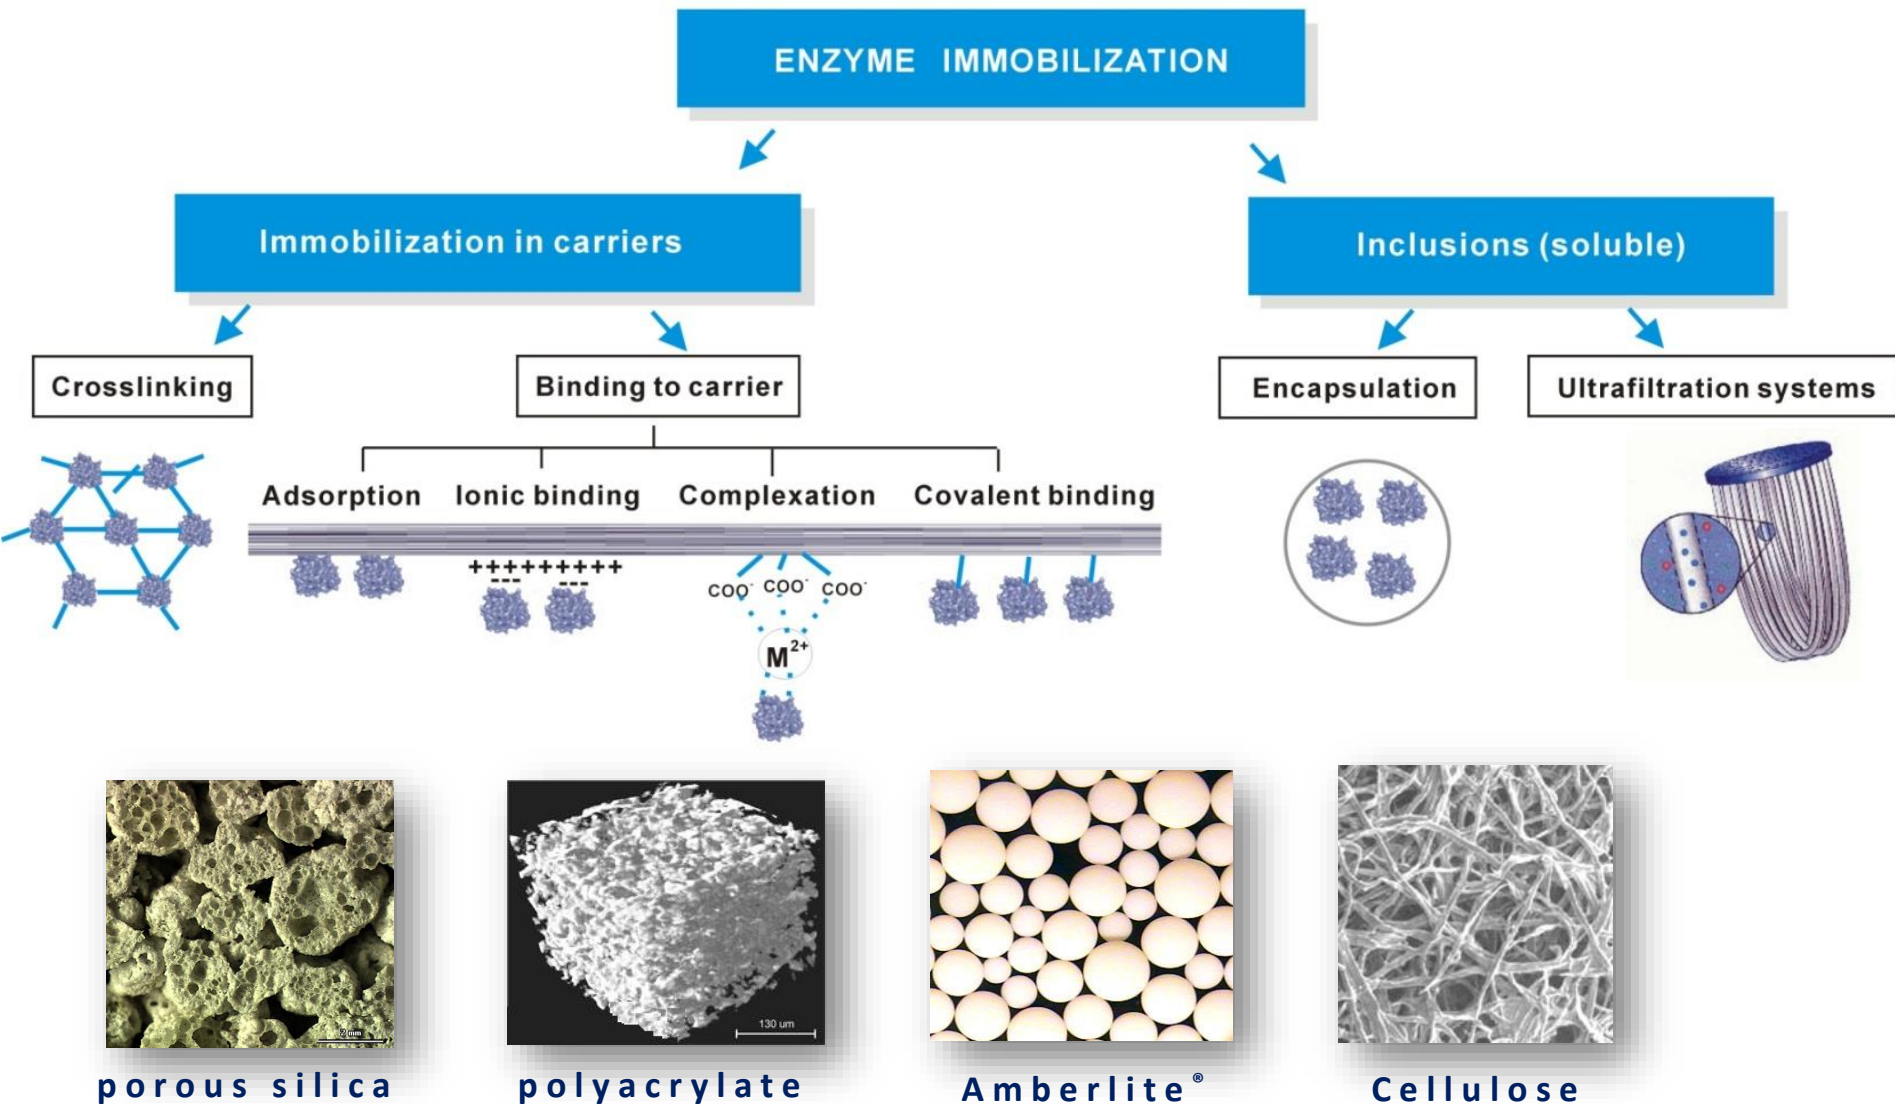 ENZYME IMMOBILIZATION
Immobilization in carriers
Inclusions (soluble)
Crosslinking
Binding to carrier
Encapsulation
Ultrafiltration systems
Adsorption
Ionic binding
Complexation
Covalent binding
+++++++++
--- ---
COO- COO- COO-
M2+
2 mm
130 um
porous silica
polyacrylate
Amberlite®
Cellulose